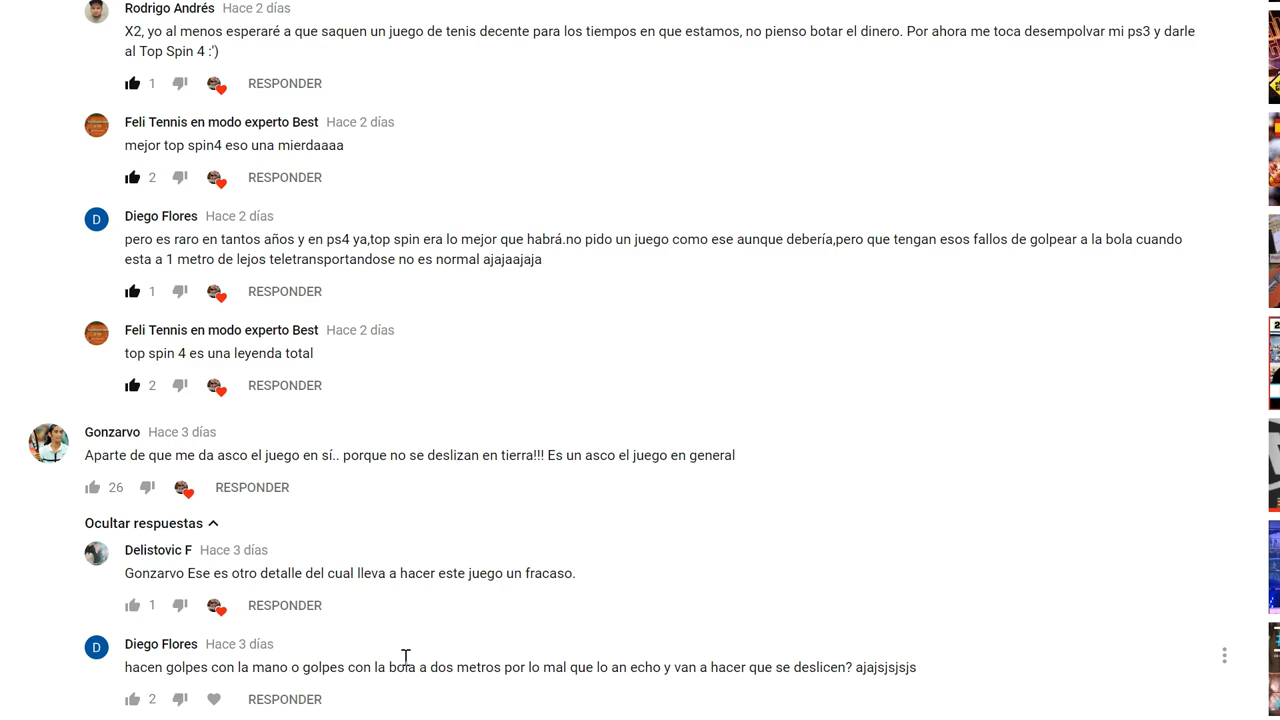 Rodrigo Andrés Hace 2 días
X2, yo al menos esperaré a que saquen un juego de tenis decente para los tiempos en que estamos, no pienso botar el dinero. Por ahora me toca desempolvar mi ps3 y darle
al Top Spin 4 :')
1 RESPONDER
Feli Tennis en modo experto Best Hace 2 días
mejor top spin4 eso una mierdaaaa
2 RESPONDER
D Diego Flores Hace 2 días
pero es raro en tantos años y en ps4 ya,top spin era lo mejor que habrá.no pido un juego como ese aunque debería,pero que tengan esos fallos de golpear a la bola cuando
esta a 1 metro de lejos teletransportandose no es normal ajajaajaja
1 RESPONDER
Feli Tennis en modo experto Best Hace 2 días
top spin 4 es una leyenda total
2 RESPONDER
Gonzarvo Hace 3 días
Aparte de que me da asco el juego en sí.. porque no se deslizan en tierra!!! Es un asco el juego en general
26 RESPONDER
Ocultar respuestas
Delistovic F Hace 3 días
Gonzarvo Ese es otro detalle del cual lleva a hacer este juego un fracaso.
1 RESPONDER
D Diego Flores Hace 3 días
hacen golpes con la mano o golpes con la bola a dos metros por lo mal que lo an echo y van a hacer que se deslicen? ajajsjsjsjs
2 RESPONDER